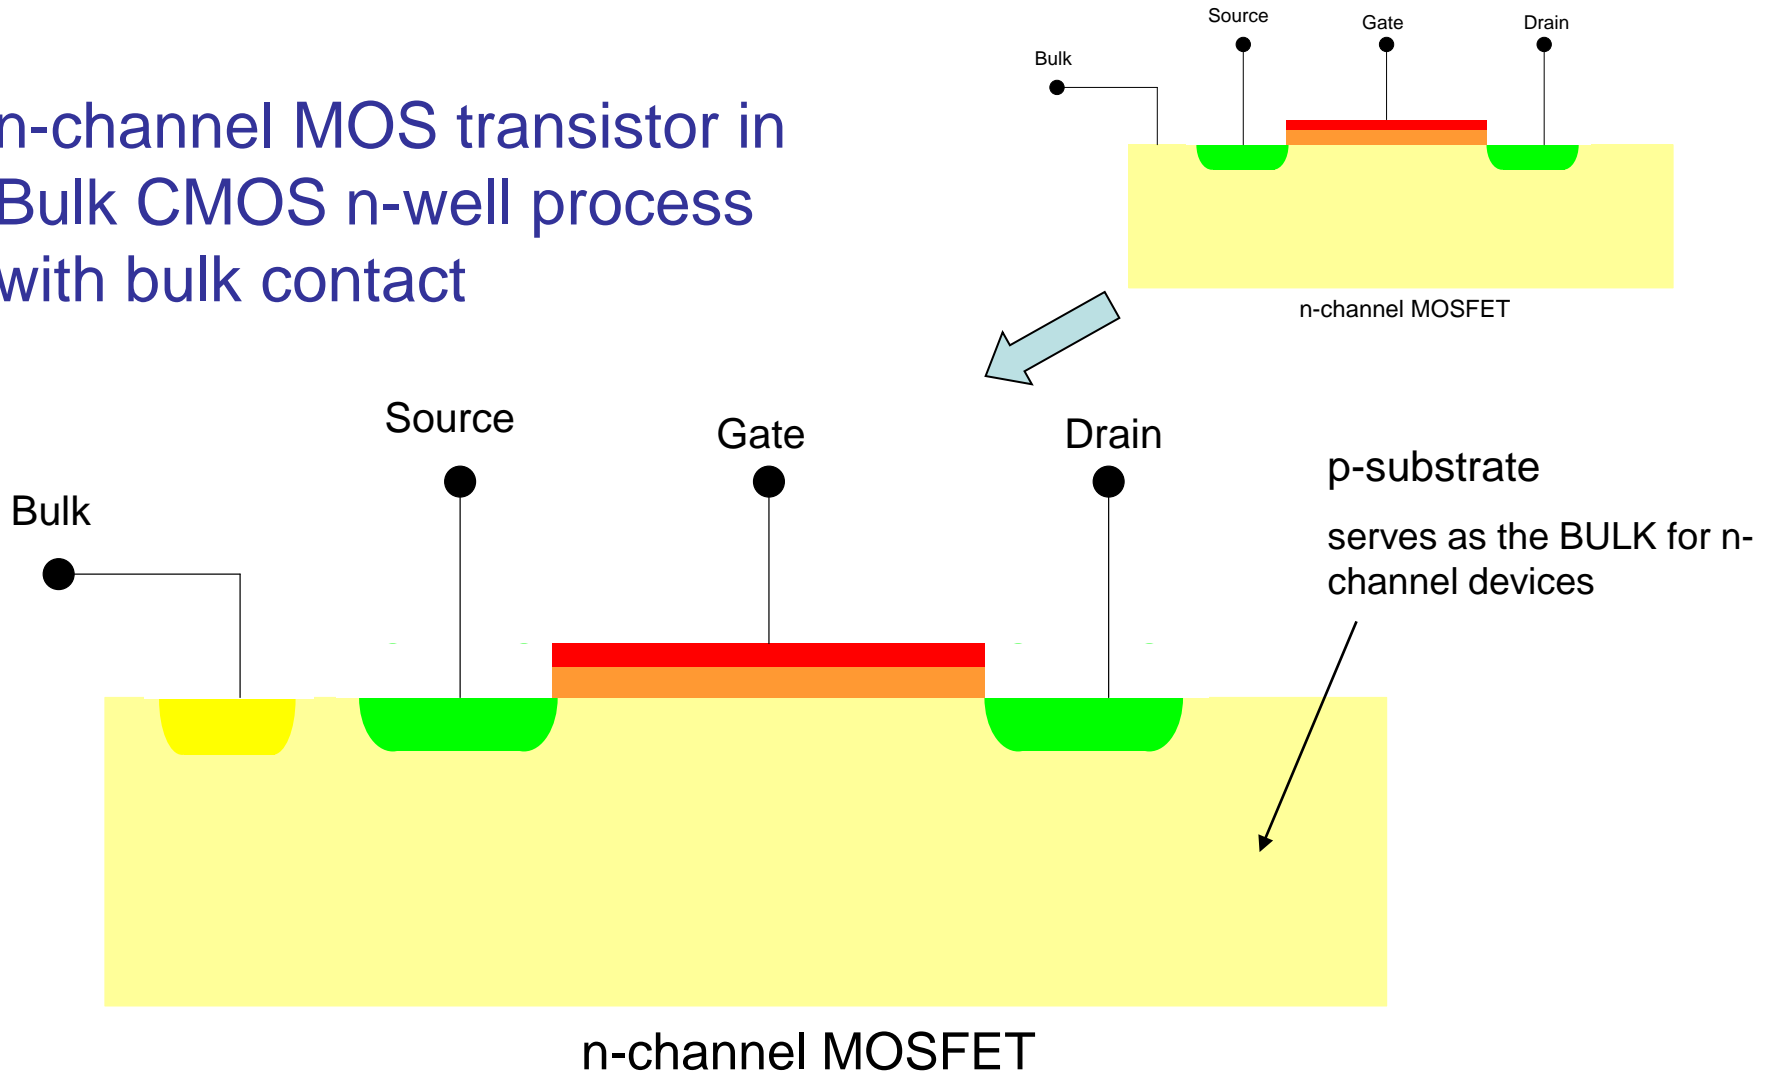 n-channel MOS transistor in
Bulk CMOS n-well process
with bulk contact
Source
Gate
Drain
Bulk
n-channel MOSFET
Source
Gate
Drain
Bulk
p-substrate
serves as the BULK for n-
channel devices
n-channel MOSFET